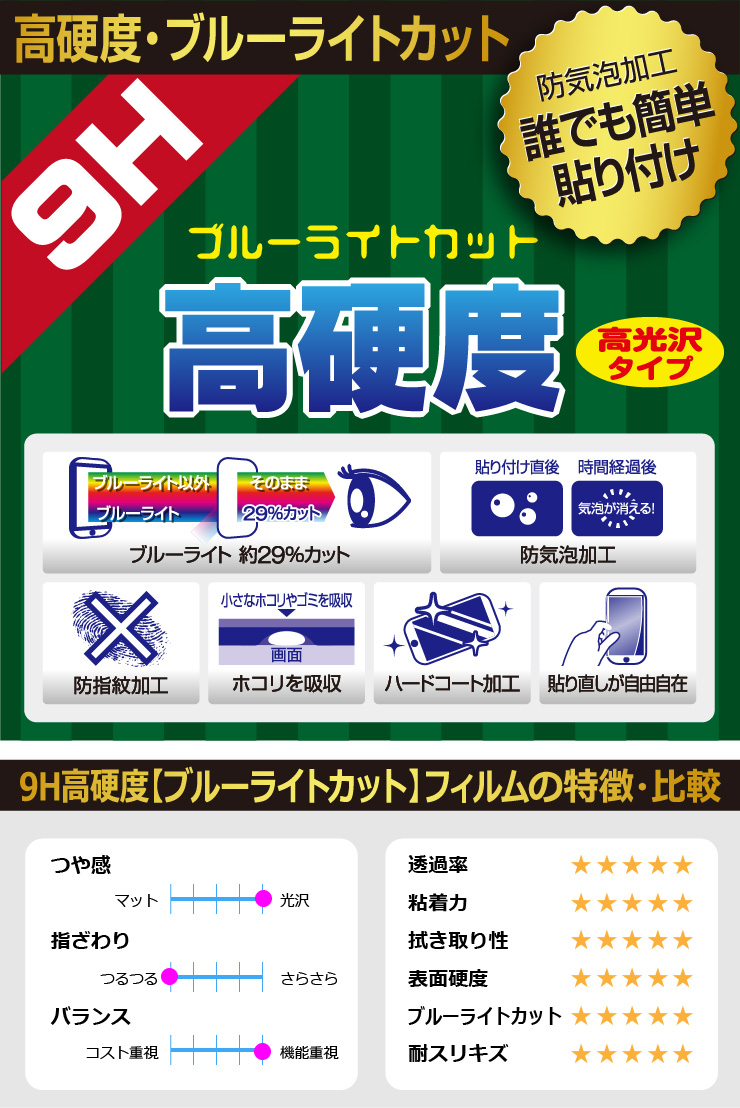 高硬度・ブルーライトカット
防気泡加工
誰でも簡単
貼り付け
9H
ブルーライトカット
高硬度
高光沢
タイプ
ブルーライト以外
そのまま
ブルーライト
29%カット
ブルーライト 約29%カット
貼り付け直後
時間経過後
気泡が消える!
防気泡加工
防指紋加工
小さなホコリやゴミを吸収
画面
ホコリを吸収
ハードコート加工
貼り直しが自由自在
9H高硬度【ブルーライトカット】フィルムの特徴・比較
つや感
マット
光沢
指ざわり
つるつる
さらさら
バランス
コスト重視
機能重視
透過率 ★★★★★
粘着力 ★★★★★
拭き取り性 ★★★★★
表面硬度 ★★★★★
ブルーライトカット ★★★★★
耐スリキズ ★★★★★